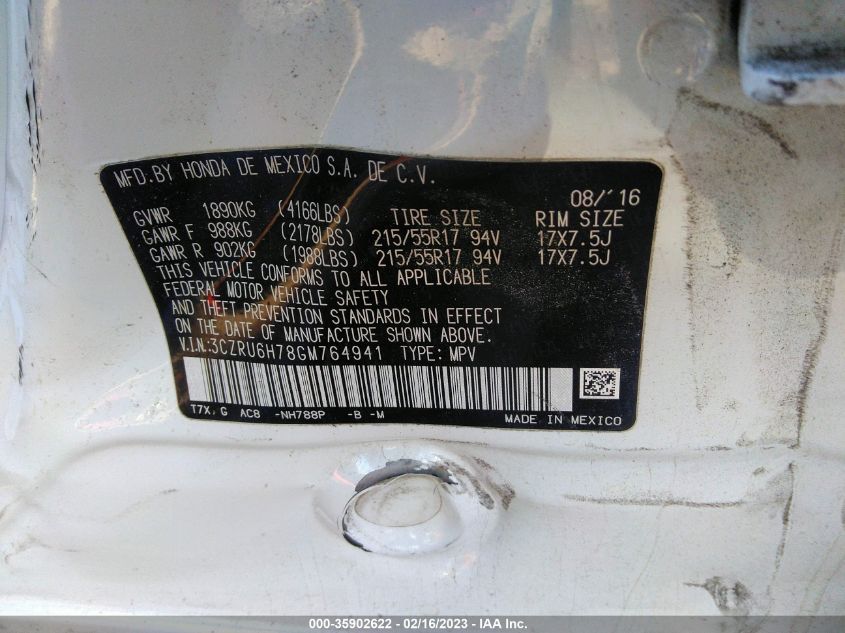 MFD.BY HONDA DE MEXICO S.A. DE C.V.
08/'16
GVWR 1890KG (4166LBS) TIRE SIZE RIM SIZE
GAWR F 988KG (2178LBS) 215/55R17 94V 17X7.5J
GAWR R 902KG (1988LBS) 215/55R17 94V 17X7.5J
THIS VEHICLE CONFORMS TO ALL APPLICABLE
FEDERAL MOTOR VEHICLE SAFETY
AND THEFT PREVENTION STANDARDS IN EFFECT
ON THE DATE OF MANUFACTURE SHOWN ABOVE.
V.I.N:3CZRU6H78GM764941 TYPE: MPV
T7X,G AC8 -NH788P -B -M
MADE IN MEXICO
000-35902622 - 02/16/2023 - IAA Inc.